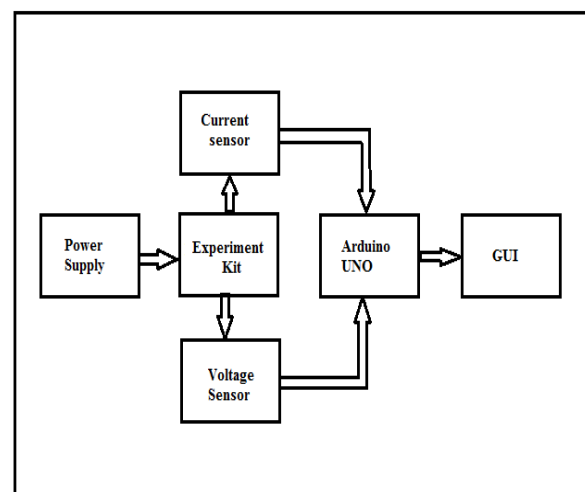 Current
sensor
Power
Supply
Experiment
Kit
Arduino
UNO
GUI
Voltage
Sensor